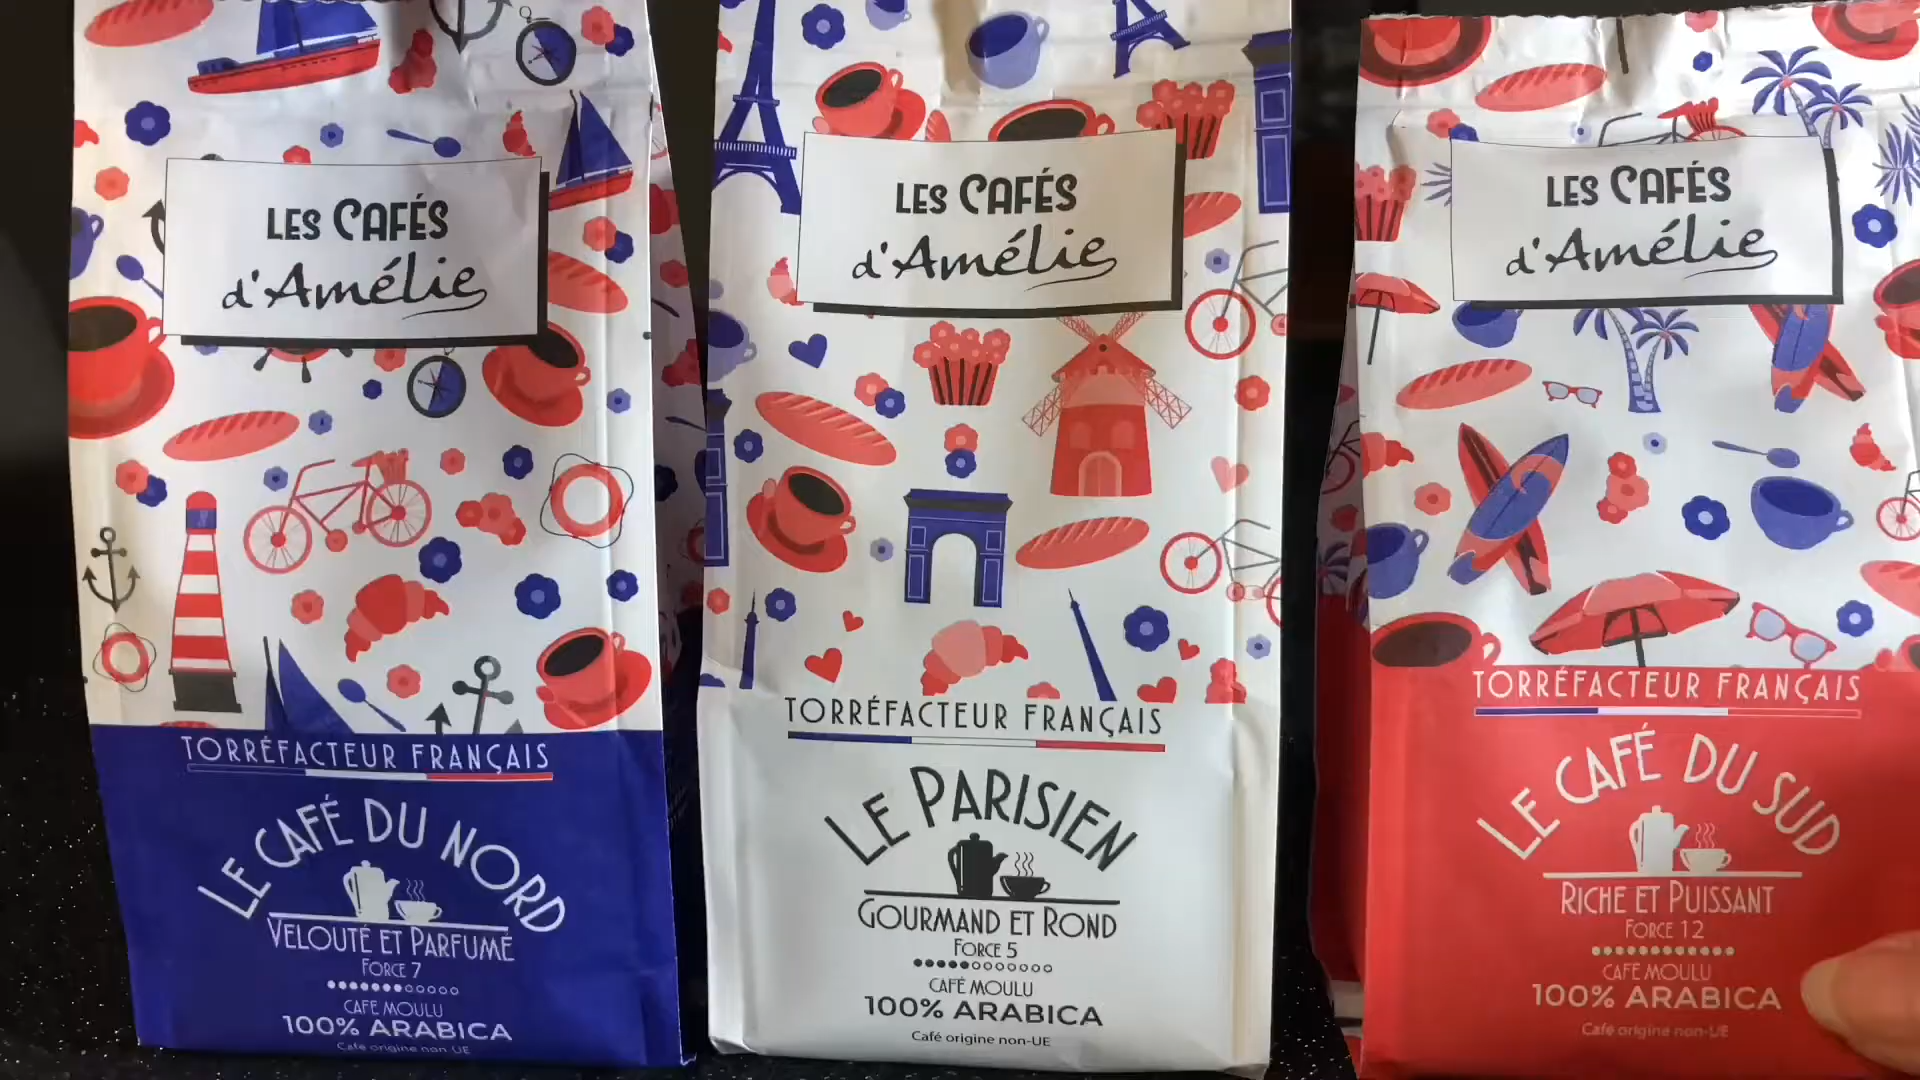 LES CAFÉS
d'Amélie
TORRÉFACTEUR FRANÇAIS
LE CAFÉ DU NORD
VELOUTÉ ET PARFUMÉ
FORCE 7
CAFÉ MOULU
100% ARABICA
Café origine non-UE
LES CAFÉS
d'Amélie
TORRÉFACTEUR FRANÇAIS
LE PARISIEN
GOURMAND ET ROND
FORCE 5
CAFÉ MOULU
100% ARABICA
Café origine non-UE
LES CAFÉS
d'Amélie
TORRÉFACTEUR FRANÇAIS
LE CAFÉ DU SUD
RICHE ET PUISSANT
FORCE 12
CAFÉ MOULU
100% ARABICA
Café origine non-UE